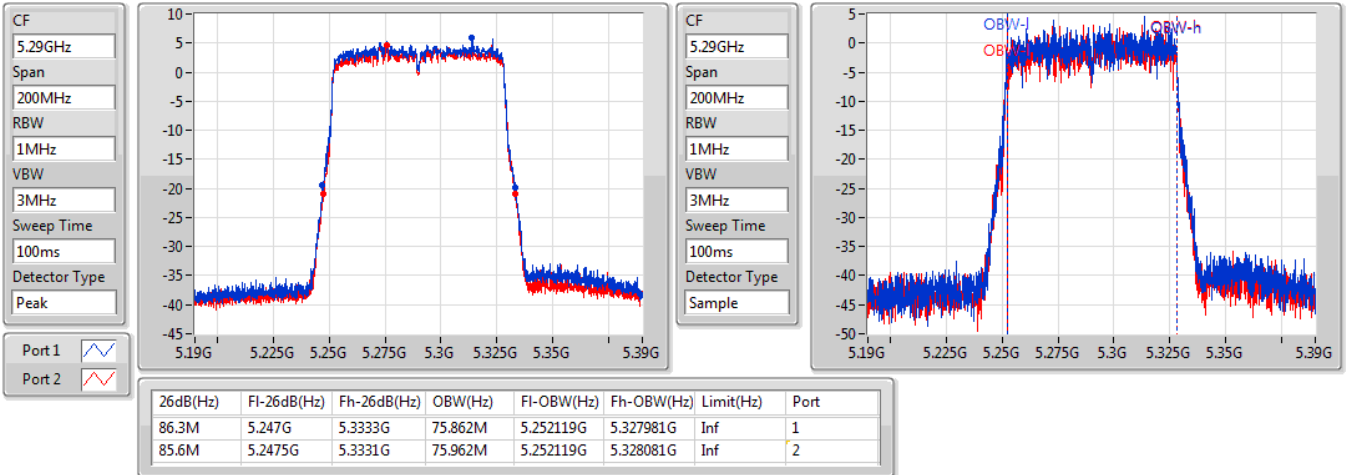 CF
5.29GHz
Span
200MHz
RBW
1MHz
VBW
3MHz
Sweep Time
100ms
Detector Type
Peak
Port 1
Port 2
10
5
0
-5
-10
-15
-20
-25
-30
-35
-40
-45
5.19G 5.225G 5.25G 5.275G 5.3G 5.325G 5.35G 5.39G
CF
5.29GHz
Span
200MHz
RBW
1MHz
VBW
3MHz
Sweep Time
100ms
Detector Type
Sample
OBW-l
OBW-h
5
0
-5
-10
-15
-20
-25
-30
-35
-40
-45
-50
5.19G 5.225G 5.25G 5.275G 5.3G 5.325G 5.35G 5.39G
26dB(Hz) Fl-26dB(Hz) Fh-26dB(Hz) OBW(Hz) Fl-OBW(Hz) Fh-OBW(Hz) Limit(Hz) Port
86.3M 5.247G 5.3333G 75.862M 5.252119G 5.327981G Inf 1
85.6M 5.2475G 5.3331G 75.962M 5.252119G 5.328081G Inf 2